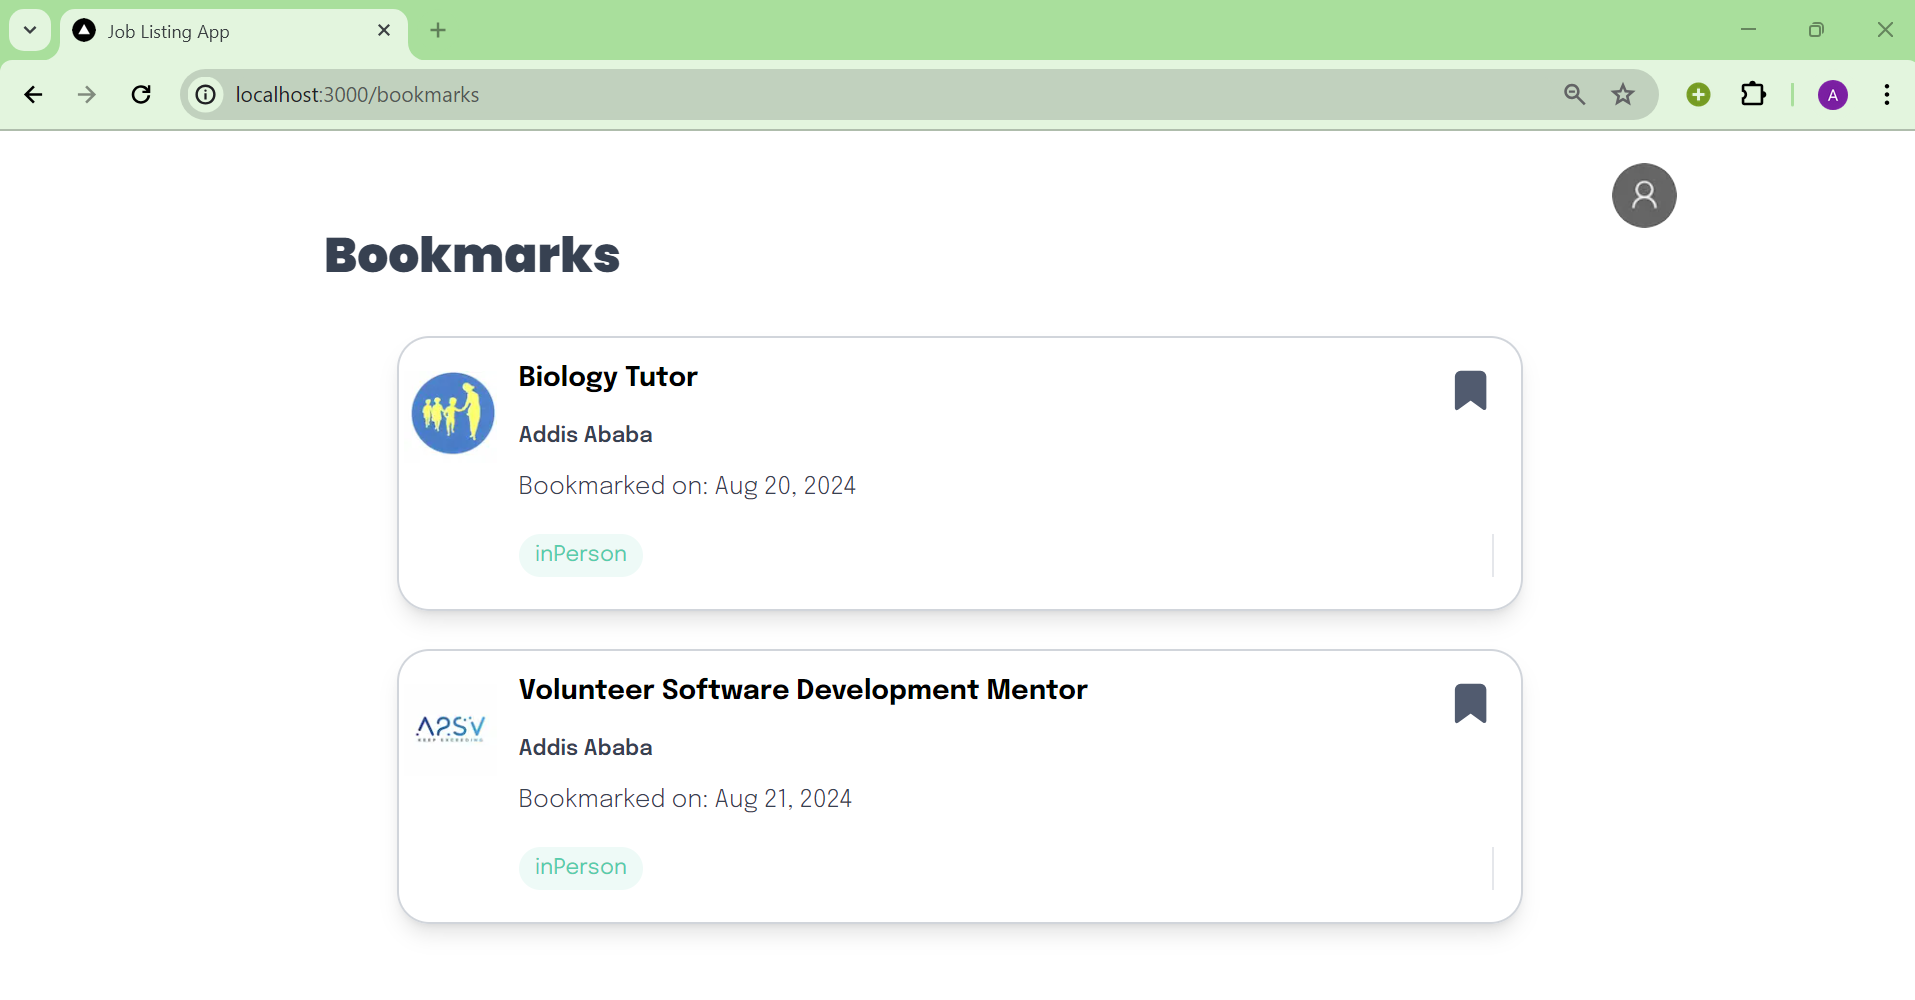 Job Listing App
localhost:3000/bookmarks
A
Bookmarks
Biology Tutor
Addis Ababa
Bookmarked on: Aug 20, 2024
inPerson
Volunteer Software Development Mentor
A2SV
Addis Ababa
Bookmarked on: Aug 21, 2024
inPerson